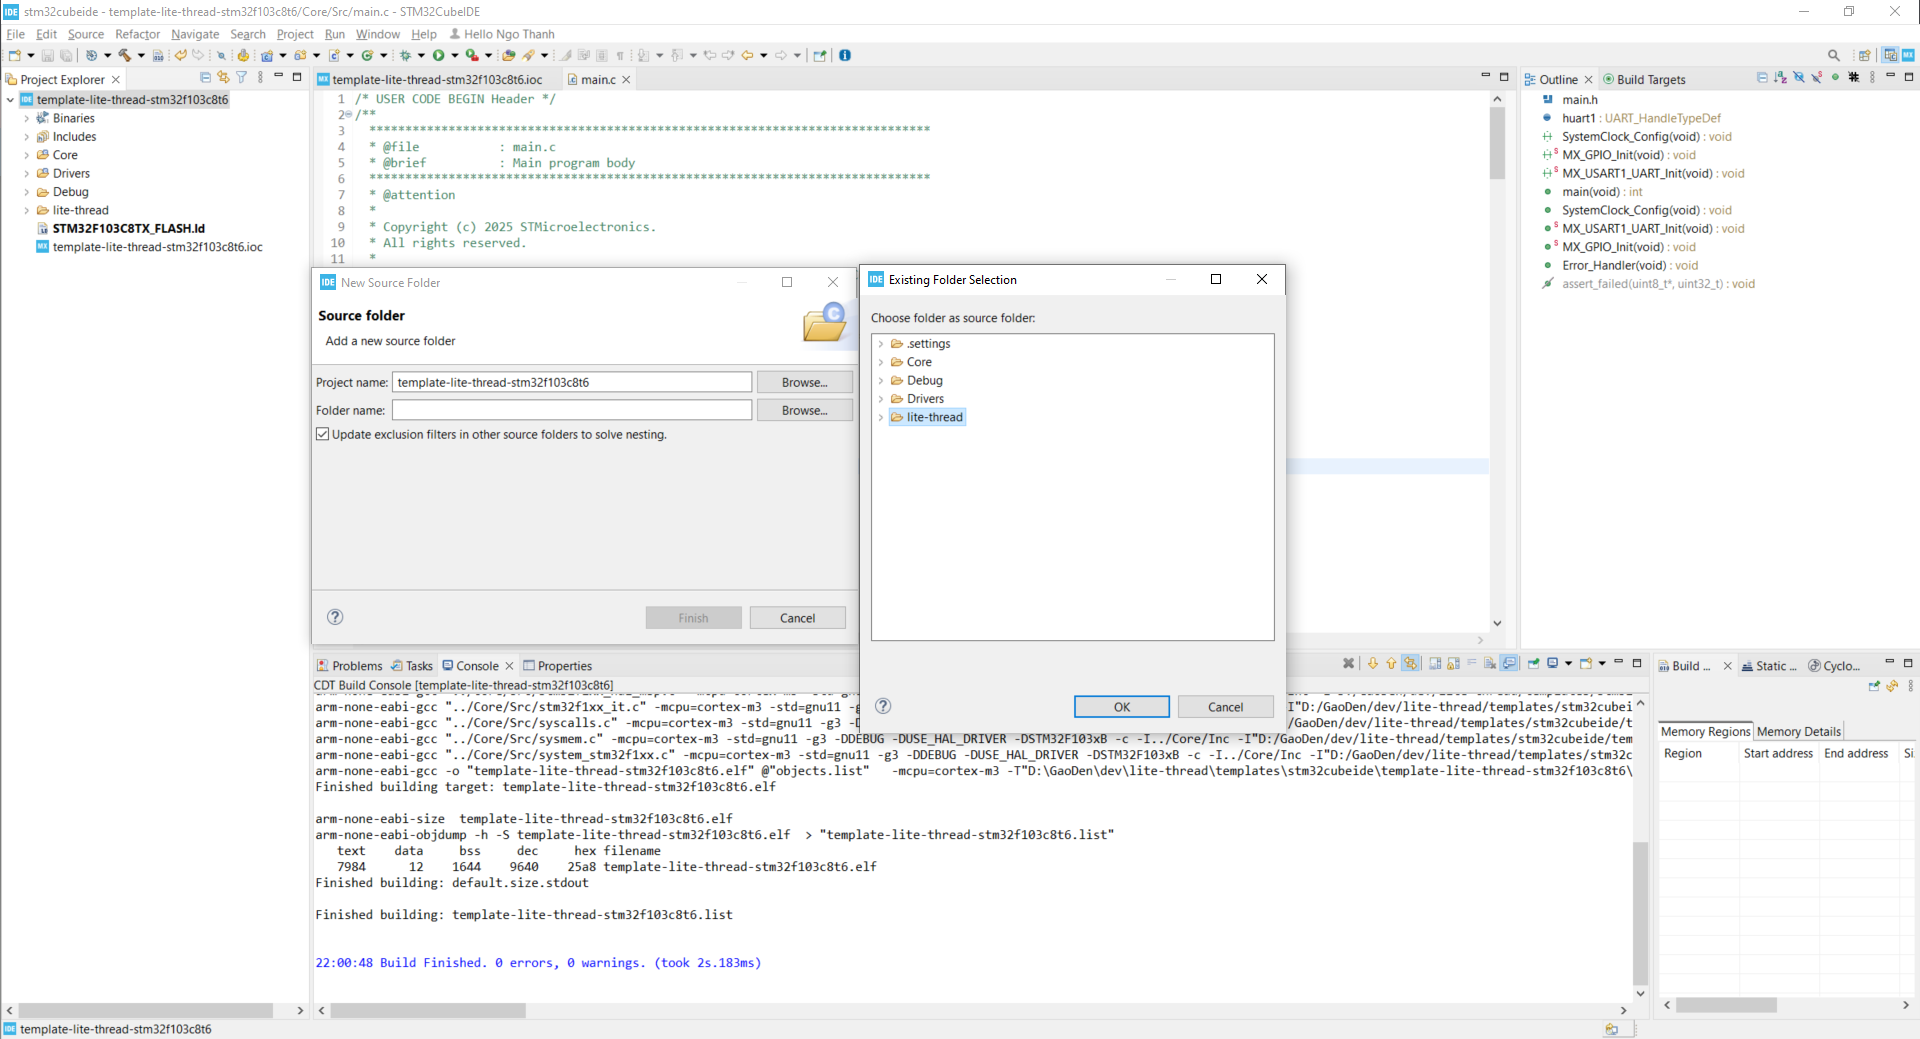 stm32cubeide - template-lite-thread-stm32f103c8t6/Core/Src/main.c - STM32CubeIDE
File Edit Source Refactor Navigate Search Project Run Window Help Hello Ngo Thanh
Project Explorer
template-lite-thread-stm32f103c8t6
Binaries
Includes
Core
Drivers
Debug
lite-thread
STM32F103C8TX_FLASH.ld
template-lite-thread-stm32f103c8t6.ioc
template-lite-thread-stm32f103c8t6.ioc main.c
1 /* USER CODE BEGIN Header */
2 /**
3 ******************************************************************************
4 * @file : main.c
5 * @brief : Main program body
6 ******************************************************************************
7 * @attention
8 *
9 * Copyright (c) 2025 STMicroelectronics.
10 * All rights reserved.
11 *
Outline Build Targets
main.h
huart1 : UART_HandleTypeDef
SystemClock_Config(void) : void
MX_GPIO_Init(void) : void
MX_USART1_UART_Init(void) : void
main(void) : int
SystemClock_Config(void) : void
MX_USART1_UART_Init(void) : void
MX_GPIO_Init(void) : void
Error_Handler(void) : void
assert_failed(uint8_t*, uint32_t) : void
New Source Folder
Source folder
Add a new source folder
Project name: template-lite-thread-stm32f103c8t6 Browse...
Folder name: Browse...
Update exclusion filters in other source folders to solve nesting.
Finish Cancel
Existing Folder Selection
Choose folder as source folder:
.settings
Core
Debug
Drivers
lite-thread
OK Cancel
Problems Tasks Console Properties
CDT Build Console [template-lite-thread-stm32f103c8t6]
arm-none-eabi-gcc "../Core/Src/stm32f1xx_it.c" -mcpu=cortex-m3 -std=gnu11 -g I"D:/GaoDen/dev/lite-thread/templates/stm32cubei
arm-none-eabi-gcc "../Core/Src/syscalls.c" -mcpu=cortex-m3 -std=gnu11 -g3 -D /GaoDen/dev/lite-thread/templates/stm32cubeide/t
arm-none-eabi-gcc "../Core/Src/sysmem.c" -mcpu=cortex-m3 -std=gnu11 -g3 -DDEBUG -DUSE_HAL_DRIVER -DSTM32F103xB -c -I../Core/Inc -I"D:/GaoDen/dev/lite-thread/templates/stm32cubeide/tem
arm-none-eabi-gcc "../Core/Src/system_stm32f1xx.c" -mcpu=cortex-m3 -std=gnu11 -g3 -DDEBUG -DUSE_HAL_DRIVER -DSTM32F103xB -c -I../Core/Inc -I"D:/GaoDen/dev/lite-thread/templates/stm32c
arm-none-eabi-gcc -o "template-lite-thread-stm32f103c8t6.elf" @"objects.list" -mcpu=cortex-m3 -T"D:\GaoDen\dev\lite-thread\templates\stm32cubeide\template-lite-thread-stm32f103c8t6\
Finished building target: template-lite-thread-stm32f103c8t6.elf
arm-none-eabi-size template-lite-thread-stm32f103c8t6.elf
arm-none-eabi-objdump -h -S template-lite-thread-stm32f103c8t6.elf > "template-lite-thread-stm32f103c8t6.list"
text data bss dec hex filename
7984 12 1644 9640 25a8 template-lite-thread-stm32f103c8t6.elf
Finished building: default.size.stdout
Finished building: template-lite-thread-stm32f103c8t6.list
22:00:48 Build Finished. 0 errors, 0 warnings. (took 2s.183ms)
Build ... Static ... Cyclo...
Memory Regions Memory Details
Region Start address End address Si
template-lite-thread-stm32f103c8t6